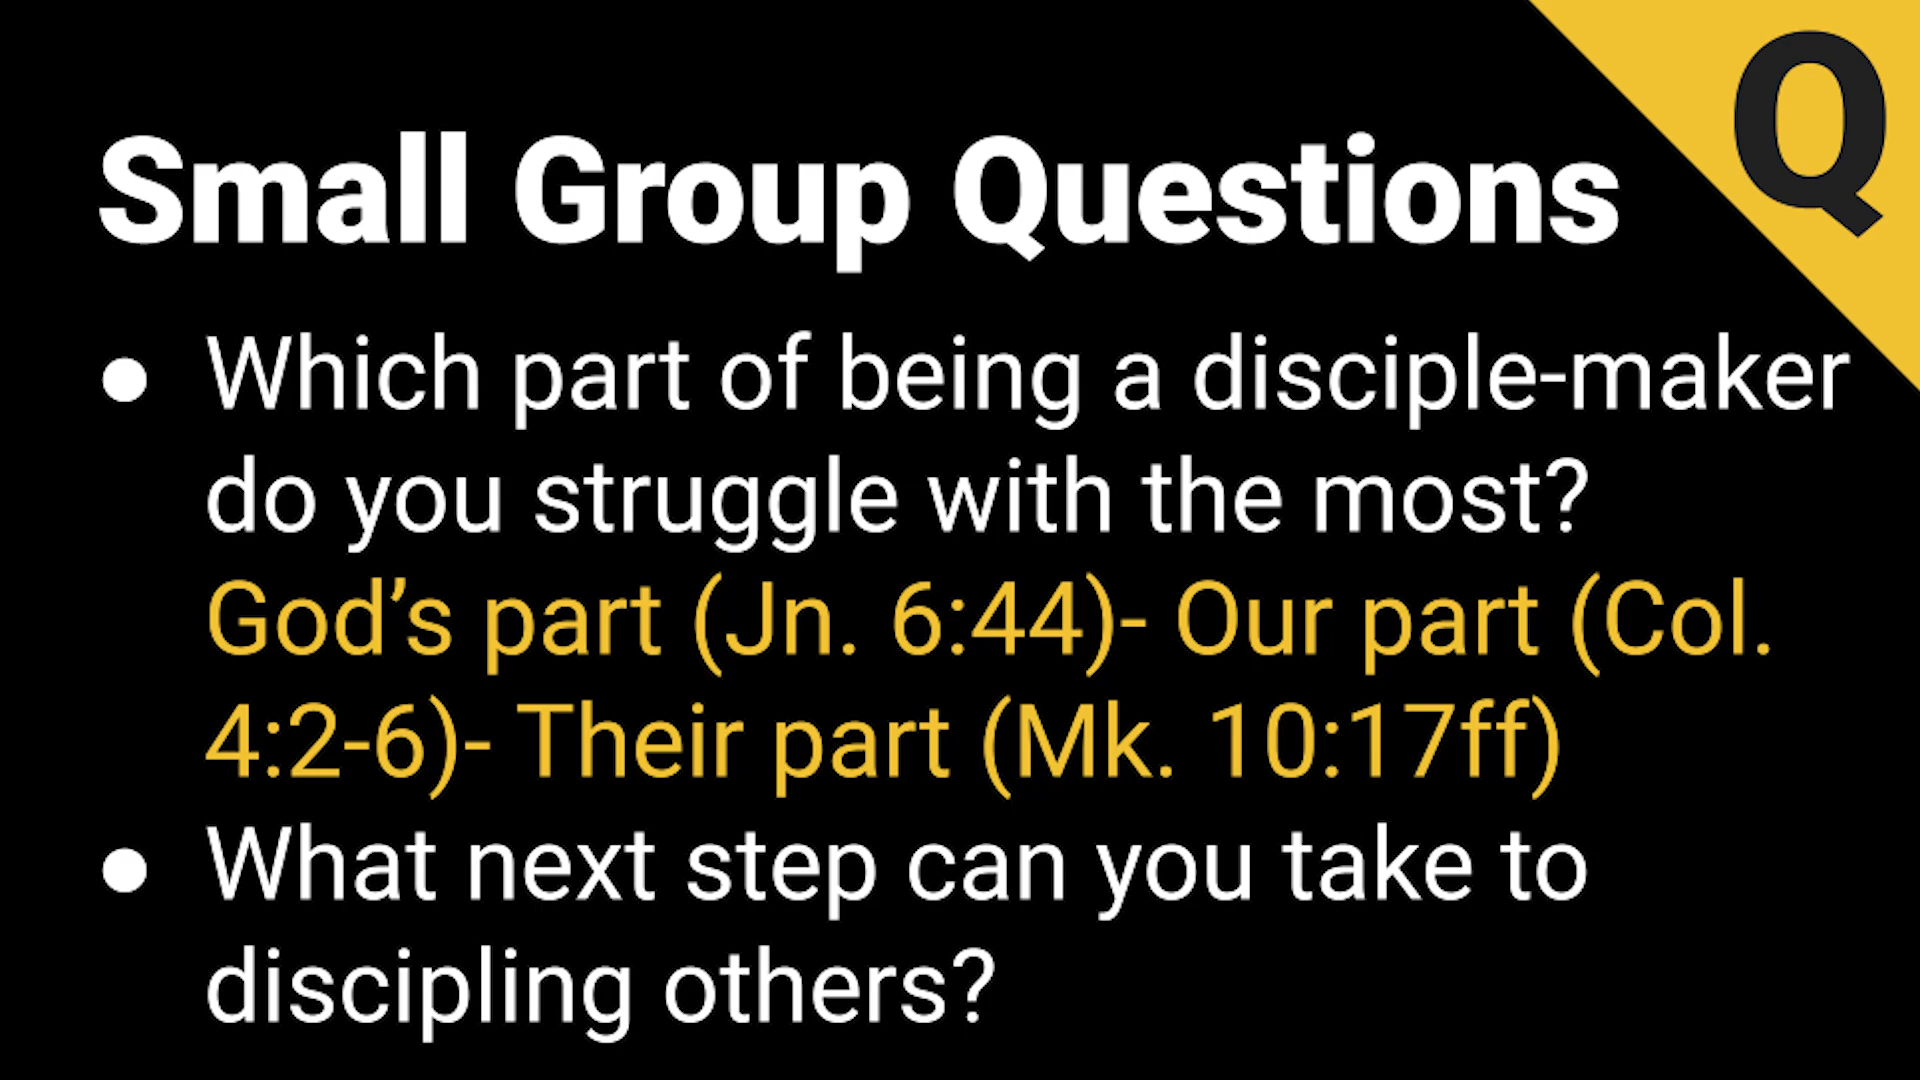 Q
Small Group Questions
● Which part of being a disciple-maker
do you struggle with the most?
God’s part (Jn. 6:44)- Our part (Col.
4:2-6)- Their part (Mk. 10:17ff)
● What next step can you take to
discipling others?